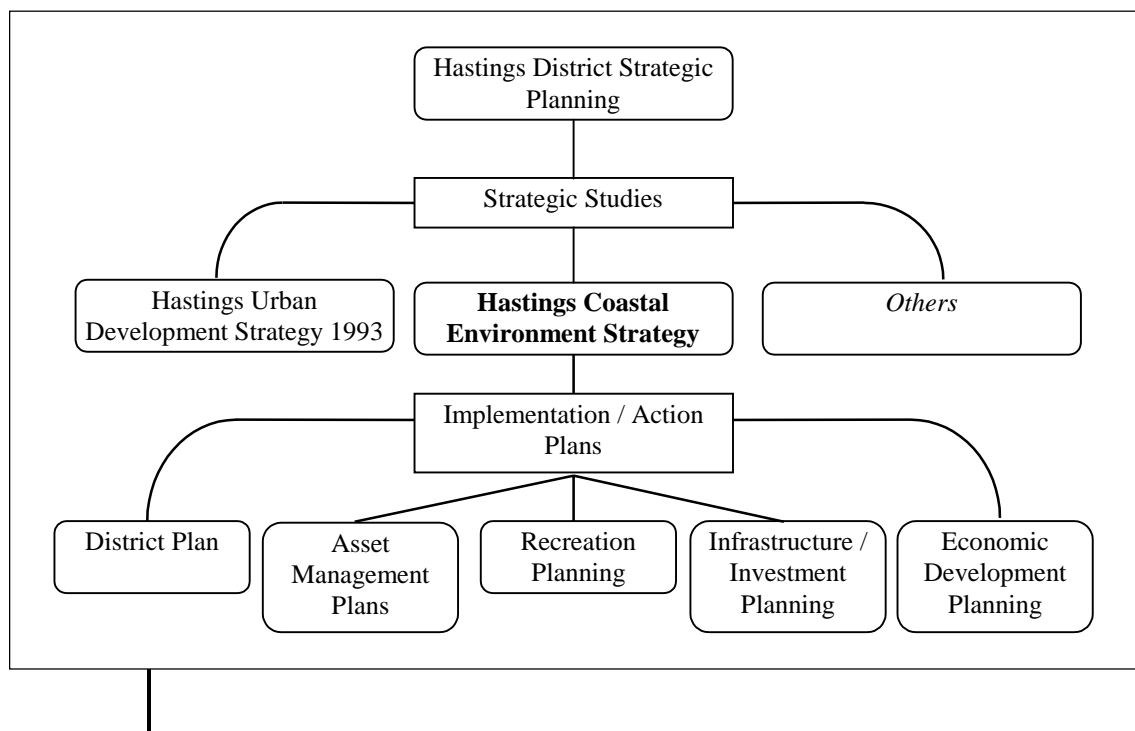 Hastings District Strategic
Planning
Strategic Studies
Hastings Urban
Development Strategy 1993
Hastings Coastal
Environment Strategy
Others
Implementation / Action
Plans
District Plan
Asset
Management
Plans
Recreation
Planning
Infrastructure /
Investment
Planning
Economic
Development
Planning